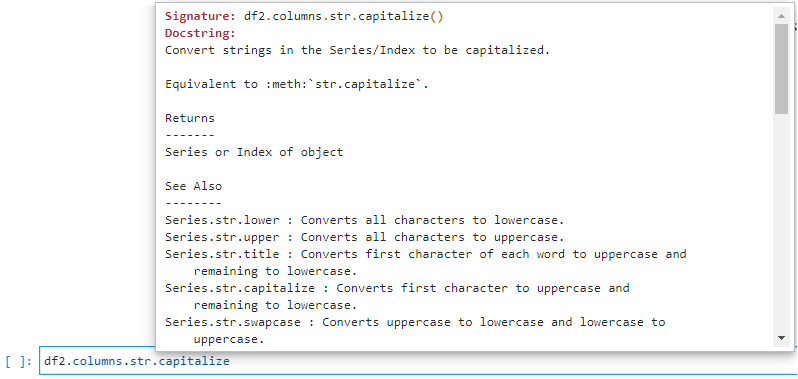 Signature: df2.columns.str.capitalize()
Docstring:
Convert strings in the Series/Index to be capitalized.
Equivalent to :meth:`str.capitalize`.
Returns
-------
Series or Index of object
See Also
--------
Series.str.lower : Converts all characters to lowercase.
Series.str.upper : Converts all characters to uppercase.
Series.str.title : Converts first character of each word to uppercase and
    remaining to lowercase.
Series.str.capitalize : Converts first character to uppercase and
    remaining to lowercase.
Series.str.swapcase : Converts uppercase to lowercase and lowercase to
    uppercase.
[ ]: df2.columns.str.capitalize